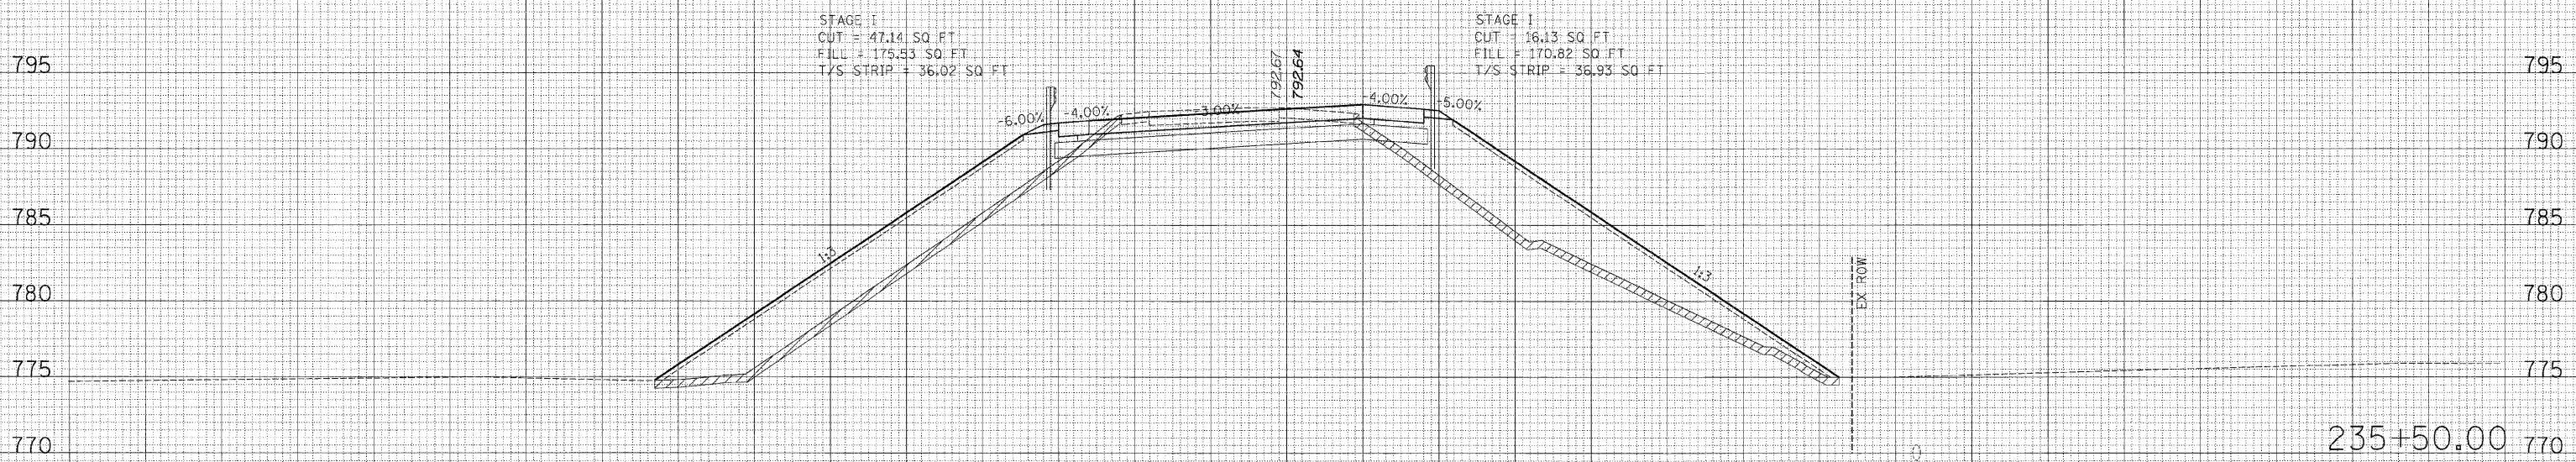 STAGE I
CUT = 47.14 SQ FT
FILL = 175.53 SQ FT
T/S STRIP = 36.02 SQ FT
STAGE I
CUT = 16.13 SQ FT
FILL = 170.82 SQ FT
T/S STRIP = 36.93 SQ FT
792.67
792.64
795
795
-6.00%
-4.00%
3.00%
-4.00%
-5.00%
790
790
785
785
1:3
1:3
EX ROW
780
780
775
775
770
235+50.00
770